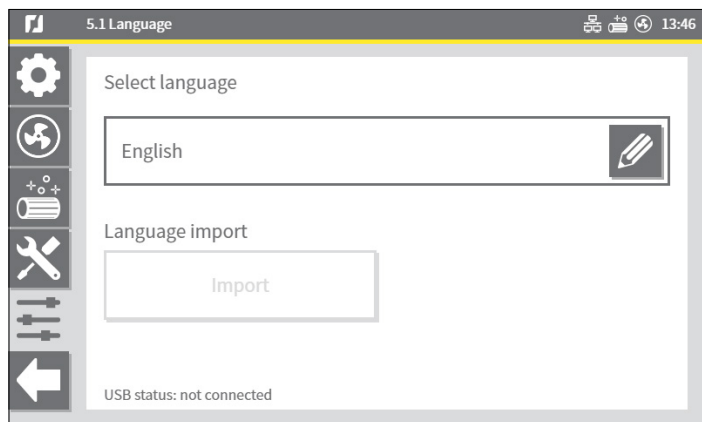 5.1 Language
13:46
Select language
English
Language import
Import
USB status: not connected